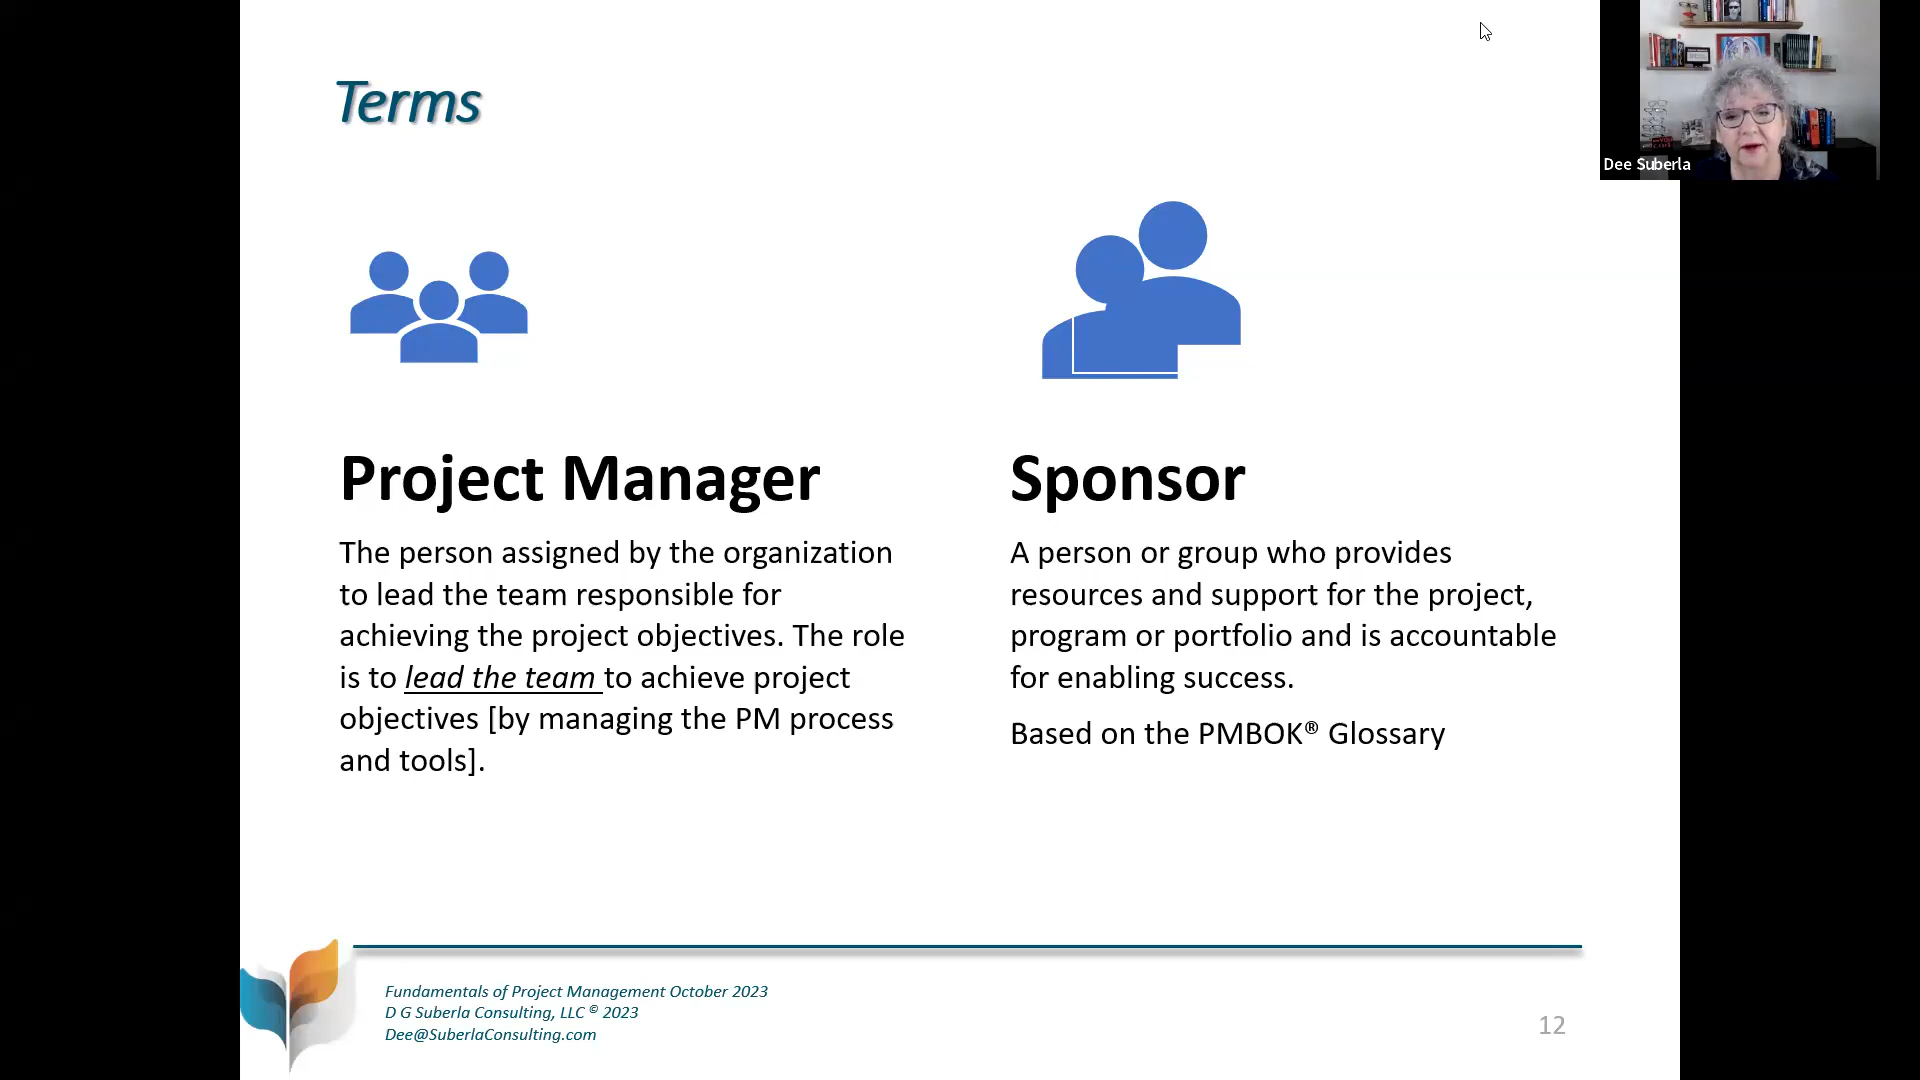 Terms
Dee Suberla
Project Manager
The person assigned by the organization
to lead the team responsible for
achieving the project objectives. The role
is to lead the team to achieve project
objectives [by managing the PM process
and tools].
Sponsor
A person or group who provides
resources and support for the project,
program or portfolio and is accountable
for enabling success.
Based on the PMBOK® Glossary
Fundamentals of Project Management October 2023
D G Suberla Consulting, LLC © 2023
Dee@SuberlaConsulting.com
12